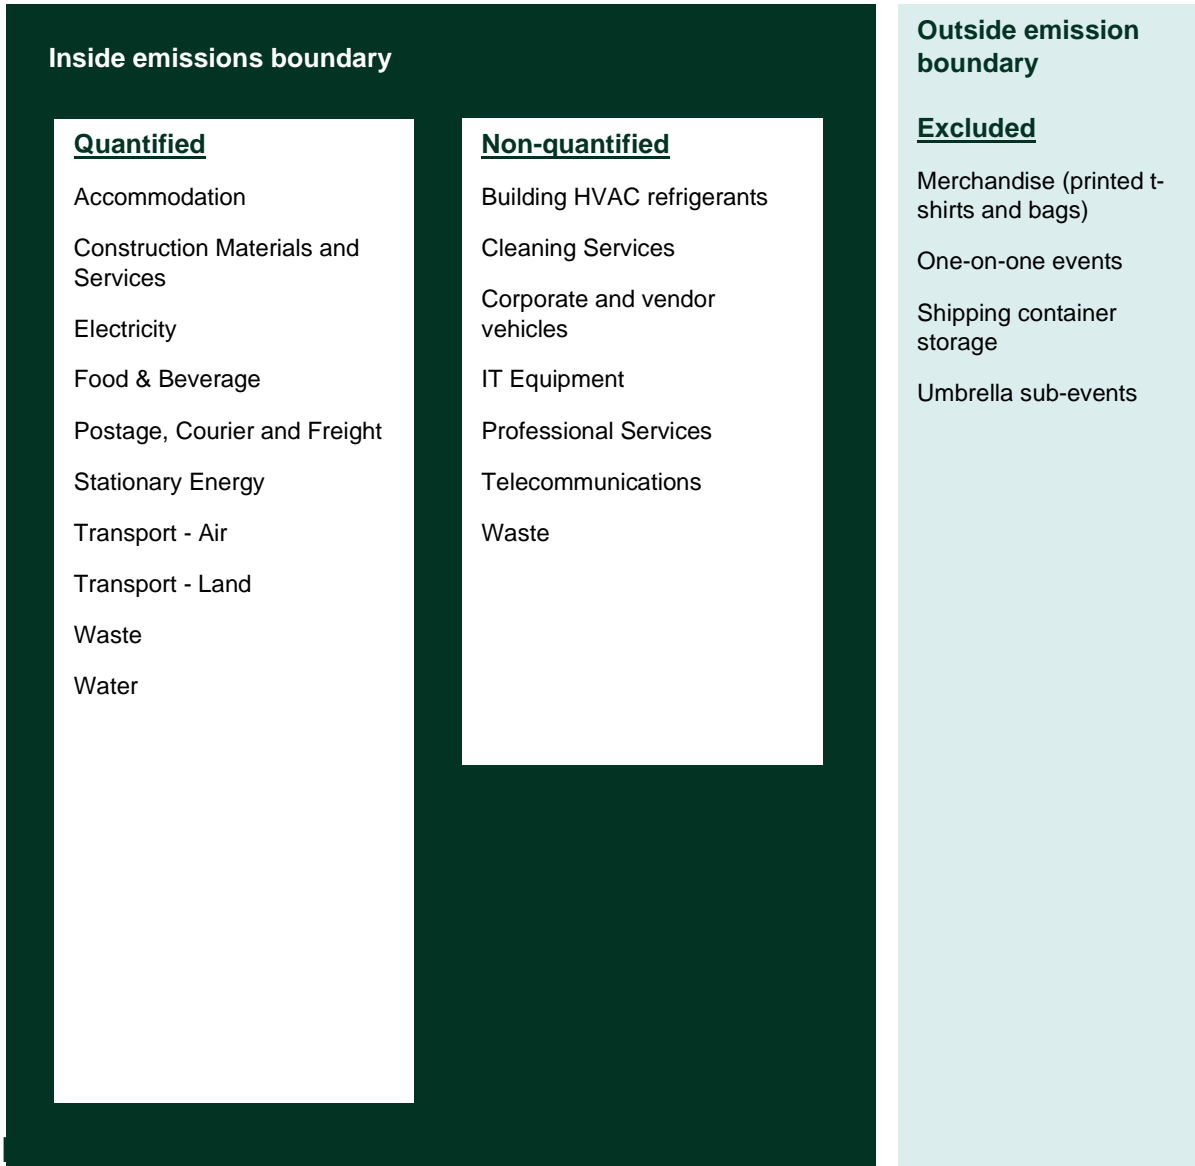 Inside emissions boundary
Quantified
Accommodation
Construction Materials and
Services
Electricity
Food & Beverage
Postage, Courier and Freight
Stationary Energy
Transport - Air
Transport - Land
Waste
Water
Non-quantified
Building HVAC refrigerants
Cleaning Services
Corporate and vendor
vehicles
IT Equipment
Professional Services
Telecommunications
Waste
Outside emission
boundary
Excluded
Merchandise (printed t-
shirts and bags)
One-on-one events
Shipping container
storage
Umbrella sub-events